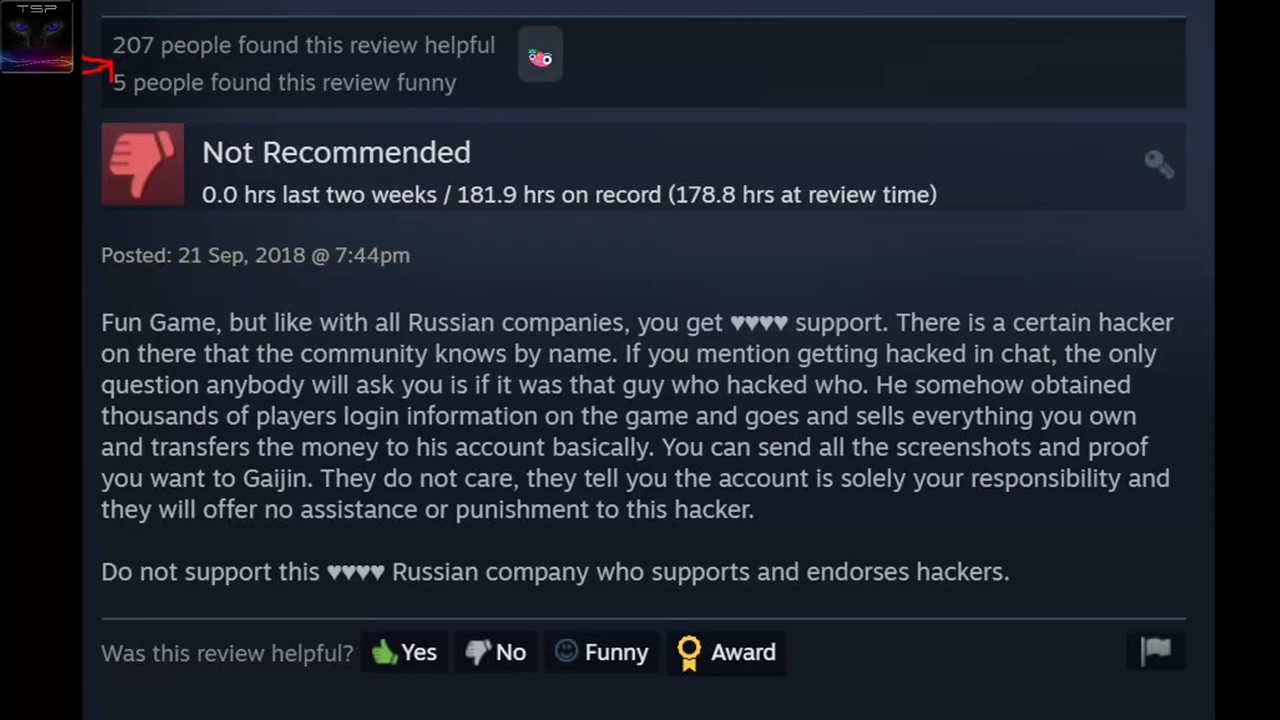 TSP
207 people found this review helpful
5 people found this review funny
Not Recommended
0.0 hrs last two weeks / 181.9 hrs on record (178.8 hrs at review time)
Posted: 21 Sep, 2018 @ 7:44pm
Fun Game, but like with all Russian companies, you get ♥♥♥♥ support. There is a certain hacker
on there that the community knows by name. If you mention getting hacked in chat, the only
question anybody will ask you is if it was that guy who hacked who. He somehow obtained
thousands of players login information on the game and goes and sells everything you own
and transfers the money to his account basically. You can send all the screenshots and proof
you want to Gaijin. They do not care, they tell you the account is solely your responsibility and
they will offer no assistance or punishment to this hacker.
Do not support this ♥♥♥♥ Russian company who supports and endorses hackers.
Was this review helpful? Yes No Funny Award